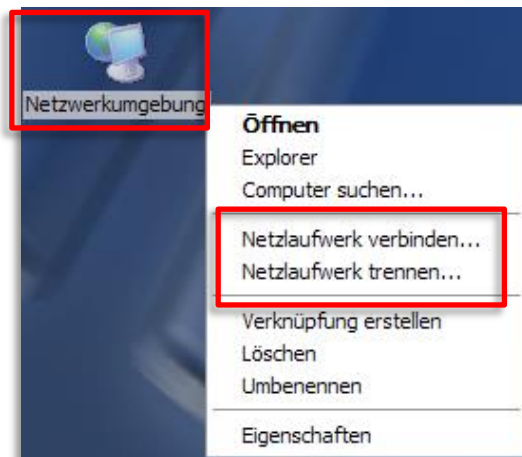 Netzwerkumgebung
Öffnen
Explorer
Computer suchen...
Netzlaufwerk verbinden...
Netzlaufwerk trennen...
Verknüpfung erstellen
Löschen
Umbenennen
Eigenschaften